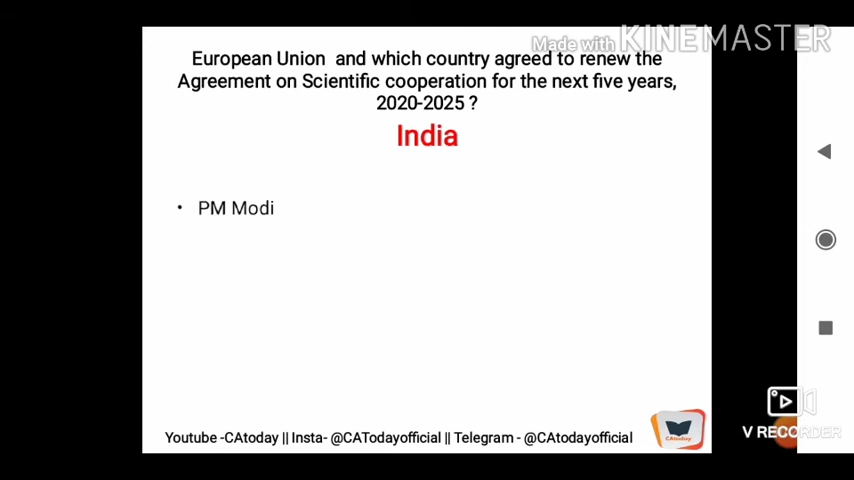 Made with KINEMASTER
European Union and which country agreed to renew the
Agreement on Scientific cooperation for the next five years,
2020-2025 ?
India
• PM Modi
Youtube -CAtoday || Insta- @CATodayofficial || Telegram - @CAtodayofficial
CAtoday
V RECORDER